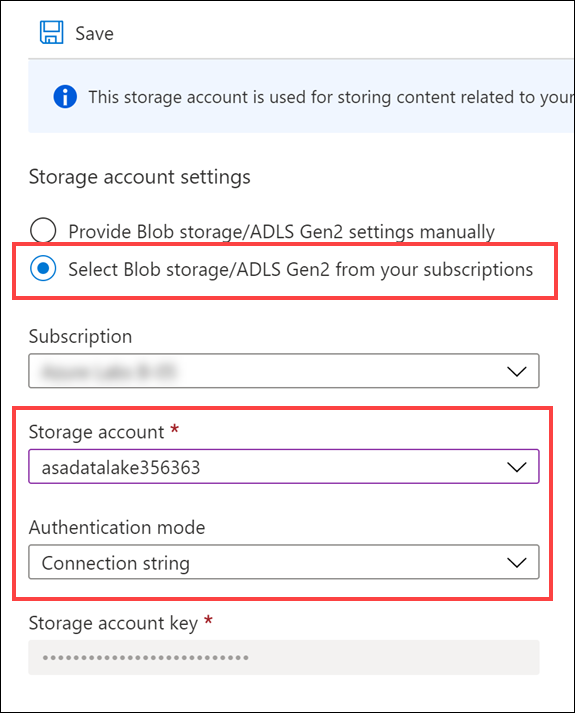 Save
This storage account is used for storing content related to your
Storage account settings
Provide Blob storage/ADLS Gen2 settings manually
Select Blob storage/ADLS Gen2 from your subscriptions
Subscription
Storage account *
asadatalake356363
Authentication mode
Connection string
Storage account key *
••••••••••••••••••••••••••